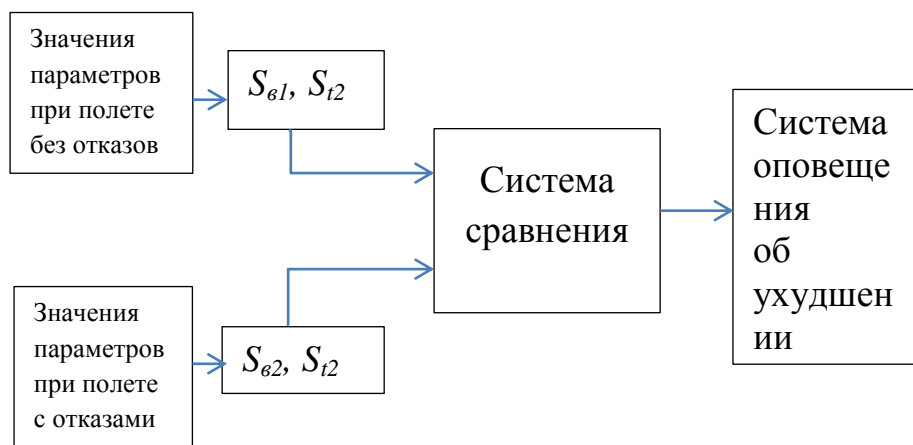 Значения
параметров
при полете
без отказов
Sв1, St2
Система
сравнения
Система
оповеще
ния
об
ухудшен
ии
Значения
параметров
при полете
с отказами
Sв2, St2